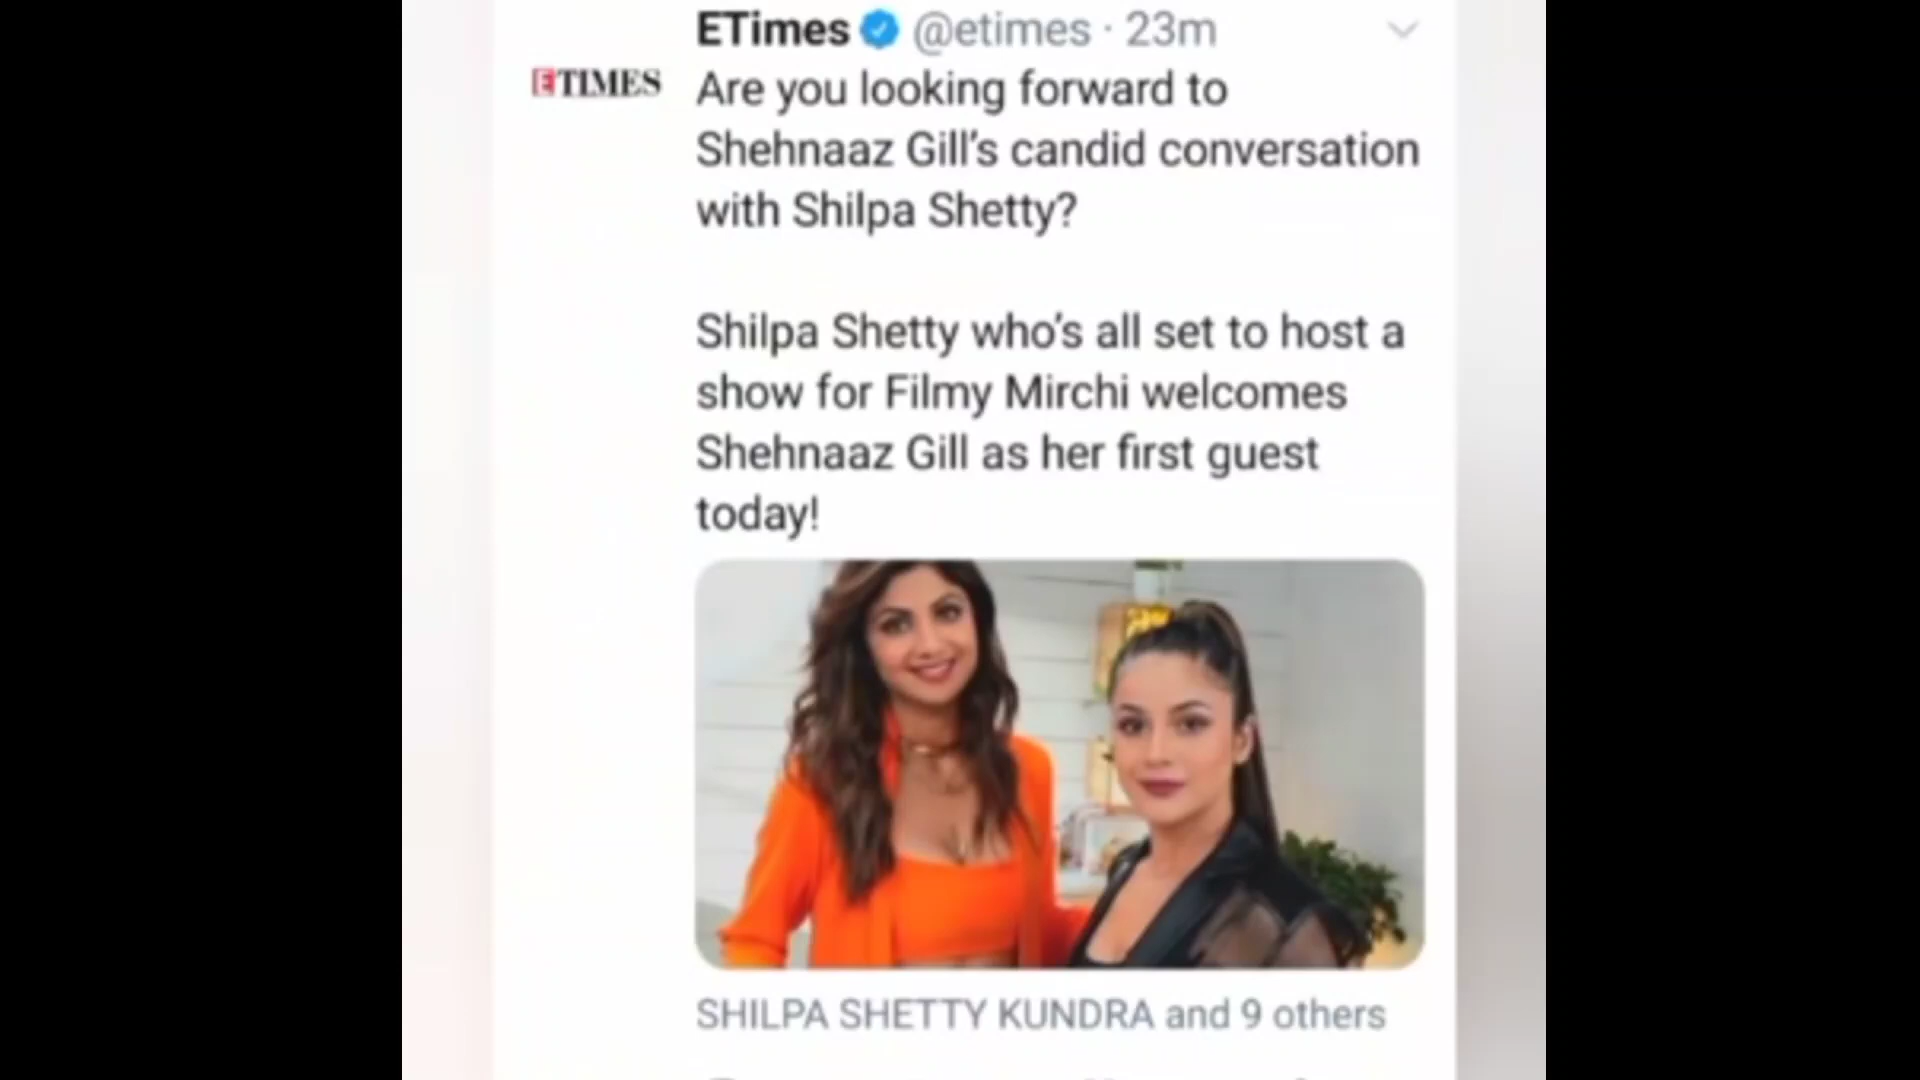 ETimes @etimes · 23m
ETIMES
Are you looking forward to
Shehnaaz Gill's candid conversation
with Shilpa Shetty?
Shilpa Shetty who's all set to host a
show for Filmy Mirchi welcomes
Shehnaaz Gill as her first guest
today!
SHILPA SHETTY KUNDRA and 9 others